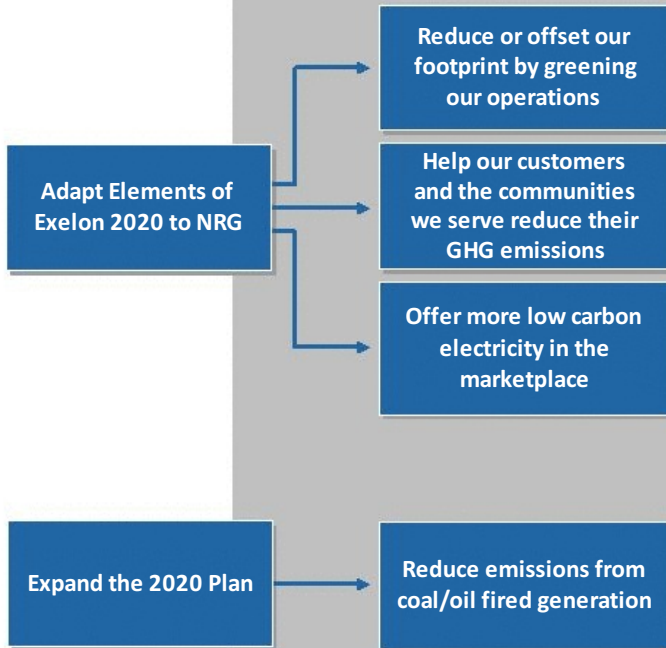 Reduce or offset our
footprint by greening
our operations
Adapt Elements of
Exelon 2020 to NRG
Help our customers
and the communities
we serve reduce their
GHG emissions
Offer more low carbon
electricity in the
marketplace
Expand the 2020 Plan
Reduce emissions from
coal/oil fired generation